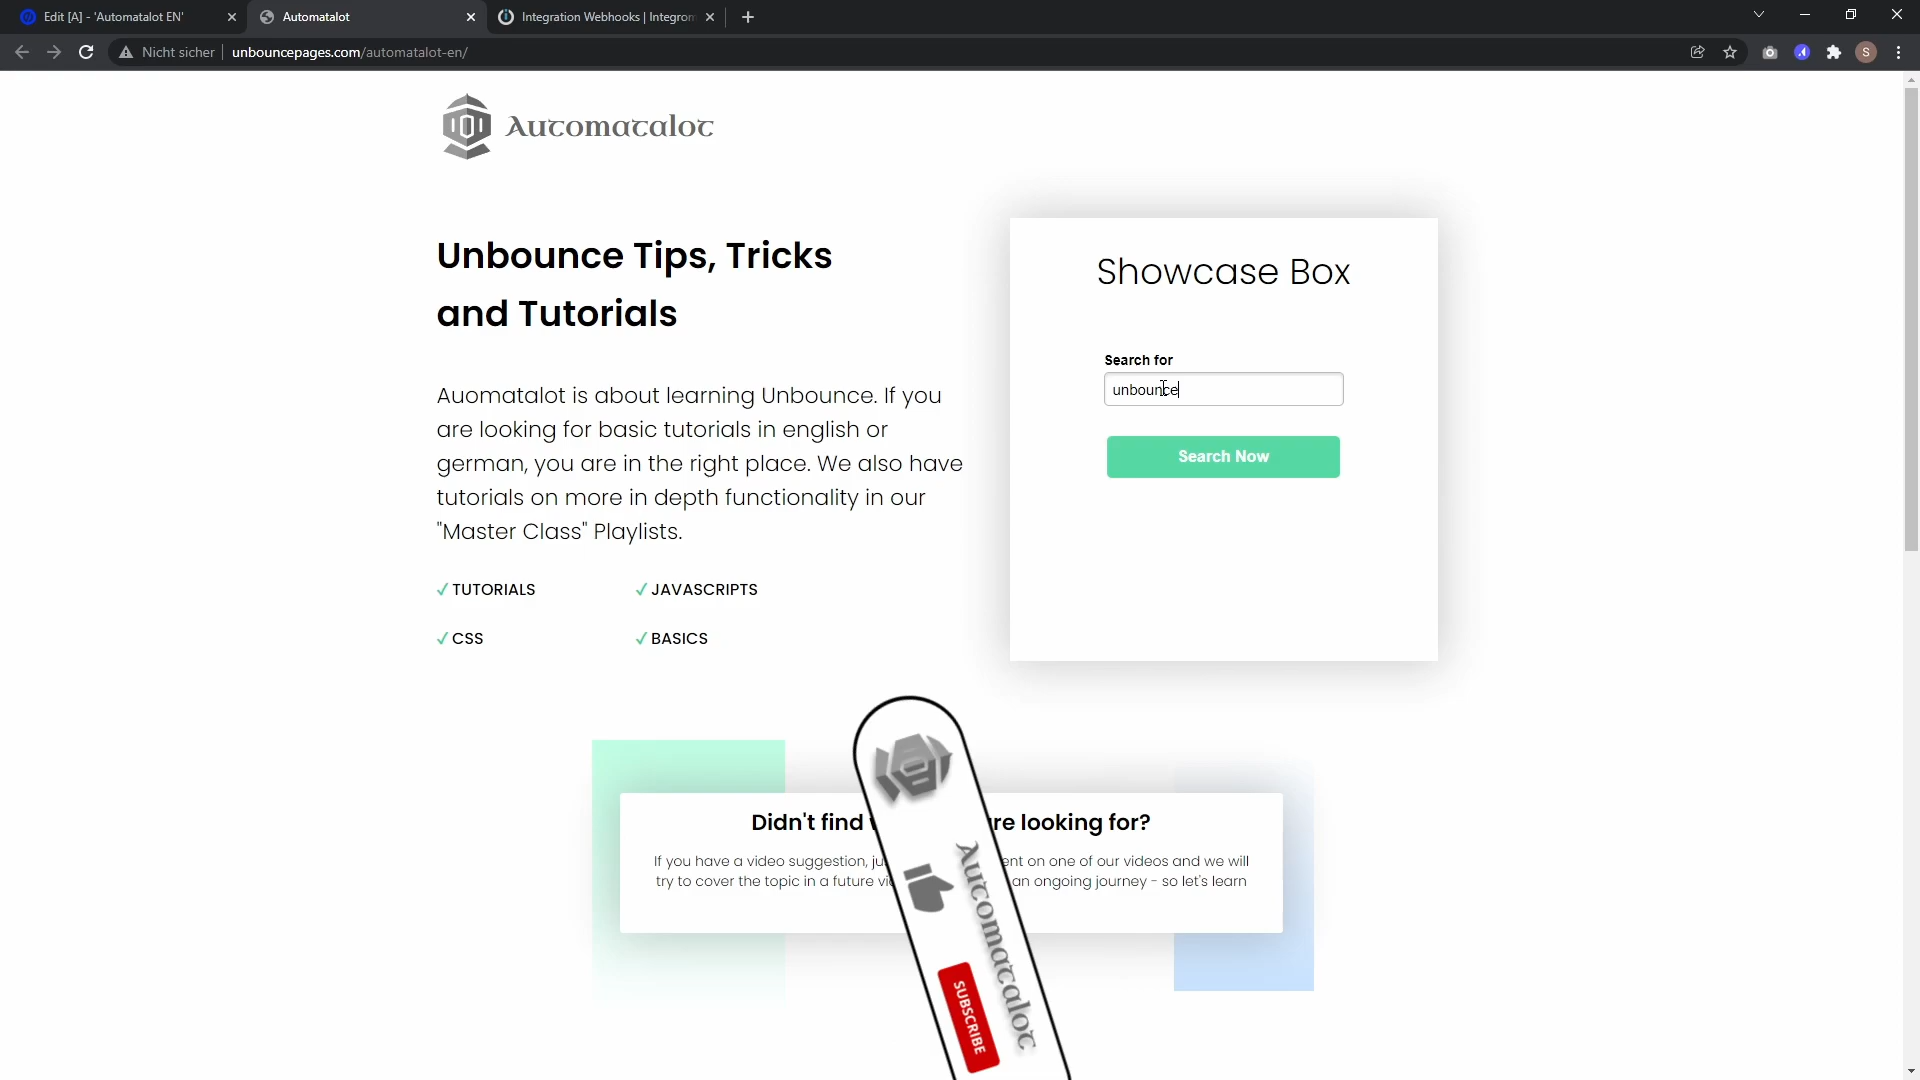 Edit [A] - 'Automatalot EN'
Automatalot
Integration Webhooks | Integrom
Nicht sicher
unbouncepages.com/automatalot-en/
S
Automatalot
Unbounce Tips, Tricks
and Tutorials
Auomatalot is about learning Unbounce. If you
are looking for basic tutorials in english or
german, you are in the right place. We also have
tutorials on more in depth functionality in our
"Master Class" Playlists.
✓ TUTORIALS
✓ JAVASCRIPTS
✓ CSS
✓ BASICS
Showcase Box
Search for
unbounce
Search Now
Didn't find
re looking for?
If you have a video suggestion,
ent on one of our videos and we will
try to cover the topic in a future
an ongoing journey - so let's learn
Automatalot
SUBSCRIBE